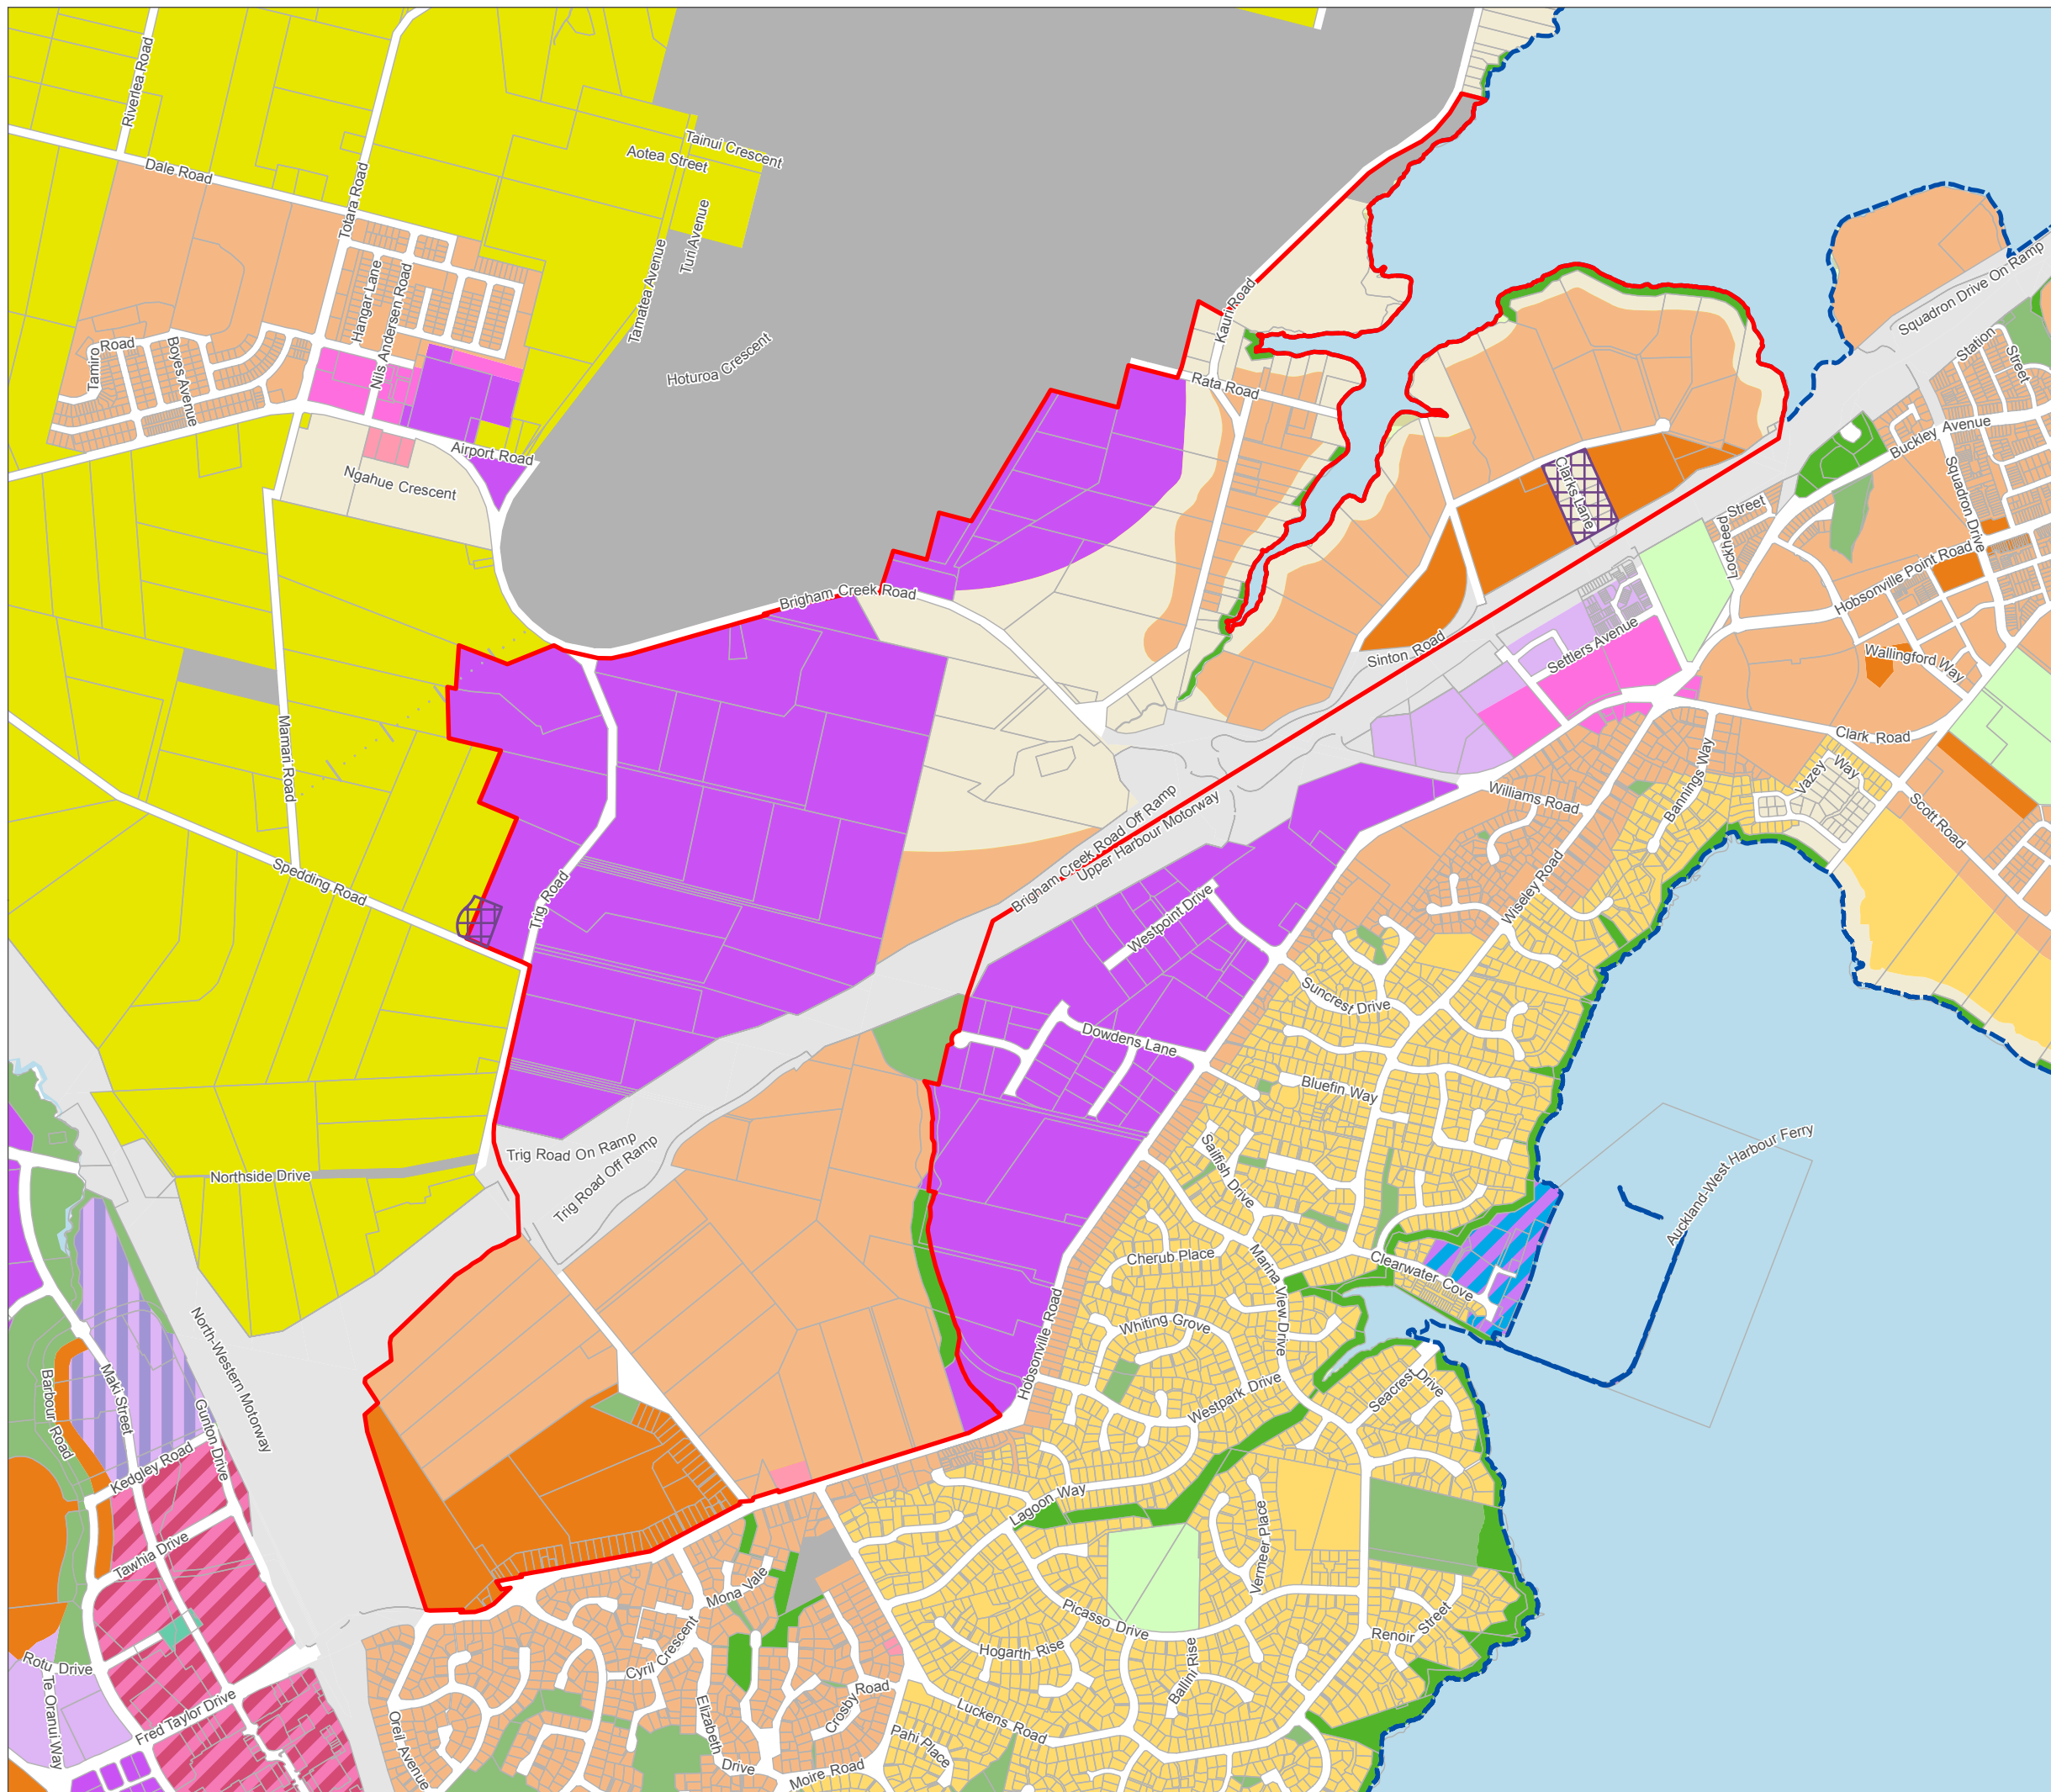 Riverlea Road
Dale Road
Totara Road
Tainui Crescent
Aotea Street
Turi Avenue
Tamatea Avenue
Hoturoa Crescent
Hangar Lane
Nils Andersen Road
Road
Tamiro
Boyes Avenue
Airport Road
Ngahue Crescent
Kauri Road
Rata Road
Squadron Drive On Ramp
Station
Street
Buckley Avenue
Squadron Drive
Clarks Lane
Street
Lockheed
Hobsonville Point Road
Brigham Creek Road
Sinton Road
Settlers Avenue
Wallingford Way
Mamari Road
Clark Road
Bannings Way
Vazey
Way
Williams Road
Scott Road
Brigham Creek Road Off Ramp
Upper Harbour Motorway
Spedding Road
Trig Road
Westpoint Drive
Wiseley Road
Suncrest Drive
Dowdens Lane
Bluefin Way
Trig Road On Ramp
Trig Road Off Ramp
Northside Drive
Sailfish Drive
Auckland-West Harbour Ferry
Cherub Place
Marina View Drive
Clearwater Cove
North-Western Motorway
Whiting Grove
Hobsonville Road
Barbour Road
Maki Street
Gunton Drive
Westpark Drive
Seacrest
Drive
Kedgley Road
Lagoon Way
Vermeer Place
Tawhia Drive
Mona Vale
Picasso Drive
Renoir Street
Hogarth Rise
Cyril Crescent
Ballini Rise
Rotu Drive
Te Oranui Way
Fred Taylor Drive
Oreil Avenue
Elizabeth Drive
Crosby Road
Luckens Road
Pahi Place
Moire Road